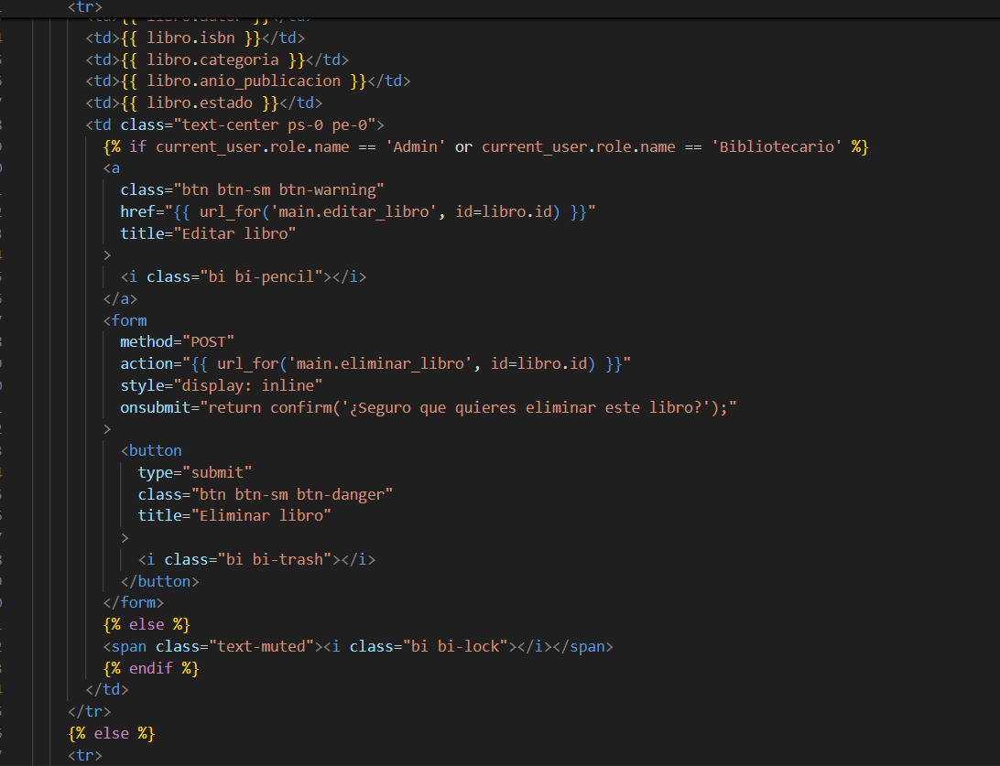 <tr>
<td>{{ libro.autor }}</td>
<td>{{ libro.isbn }}</td>
<td>{{ libro.categoria }}</td>
<td>{{ libro.anio_publicacion }}</td>
<td>{{ libro.estado }}</td>
<td class="text-center ps-0 pe-0">
{% if current_user.role.name == 'Admin' or current_user.role.name == 'Bibliotecario' %}
<a
class="btn btn-sm btn-warning"
href="{{ url_for('main.editar_libro', id=libro.id) }}"
title="Editar libro"
>
<i class="bi bi-pencil"></i>
</a>
<form
method="POST"
action="{{ url_for('main.eliminar_libro', id=libro.id) }}"
style="display: inline"
onsubmit="return confirm('¿Seguro que quieres eliminar este libro?');"
>
<button
type="submit"
class="btn btn-sm btn-danger"
title="Eliminar libro"
>
<i class="bi bi-trash"></i>
</button>
</form>
{% else %}
<span class="text-muted"><i class="bi bi-lock"></i></span>
{% endif %}
</td>
</tr>
{% else %}
<tr>